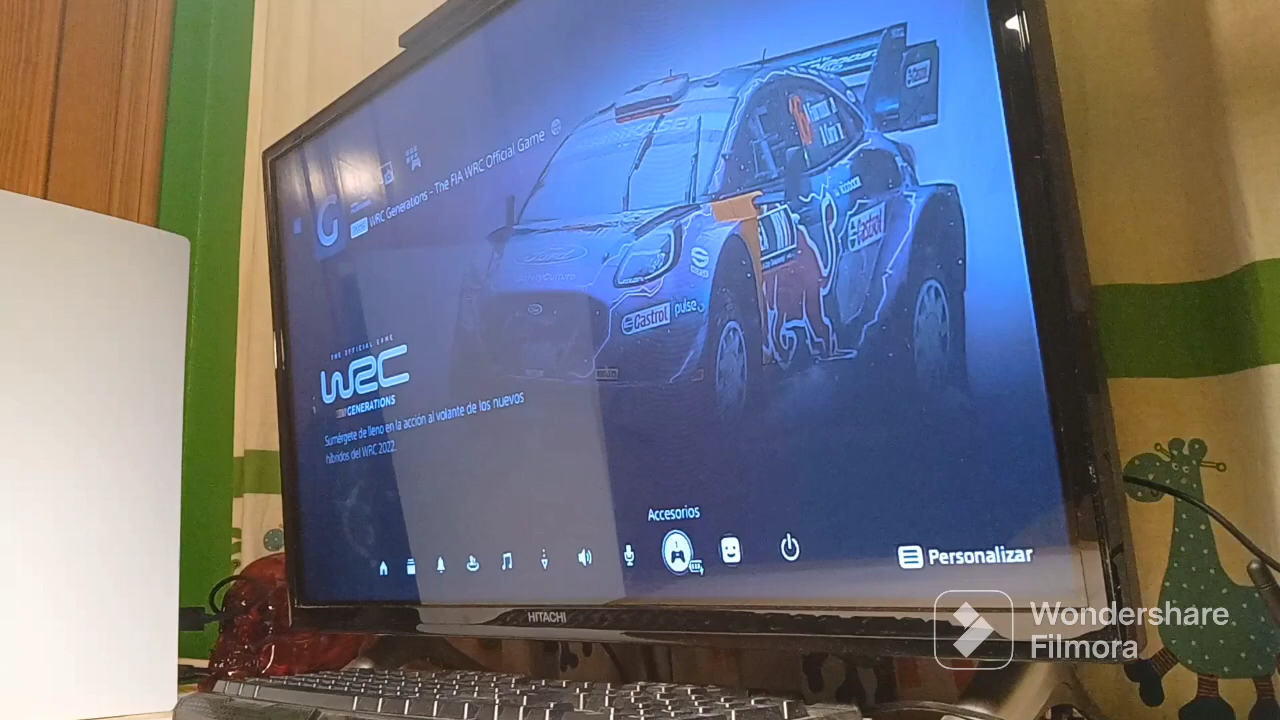 WRC Generations – The FIA WRC Official Game
THE OFFICIAL GAME
WRC
GENERATIONS
Sumérgete de lleno en la acción al volante de los nuevos
híbridos del WRC 2022.
Castrol
pulse
Castrol
Accesorios
Personalizar
HITACHI
Wondershare
Filmora